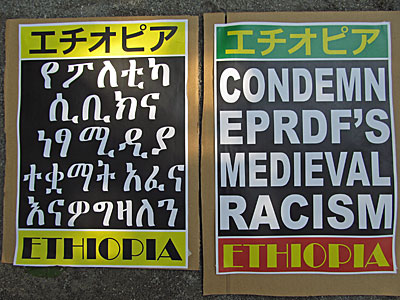 エチオピア
የፖለቲካ
ሲቪክና
ነፃ ሚዲያ
ተቋማት አፈና
እናወግዛለን
ETHIOPIA
エチオピア
CONDEMN
EPRDF'S
MEDIEVAL
RACISM
ETHIOPIA